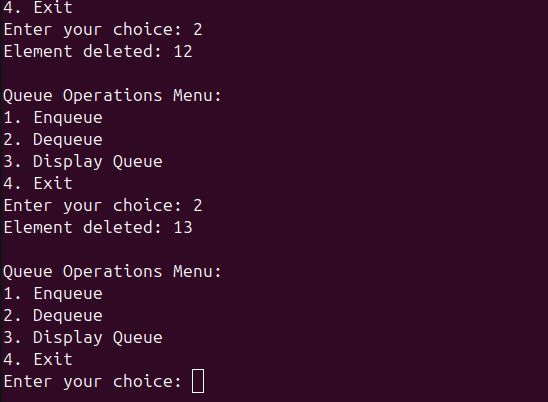 4. Exit
Enter your choice: 2
Element deleted: 12
Queue Operations Menu:
1. Enqueue
2. Dequeue
3. Display Queue
4. Exit
Enter your choice: 2
Element deleted: 13
Queue Operations Menu:
1. Enqueue
2. Dequeue
3. Display Queue
4. Exit
Enter your choice: